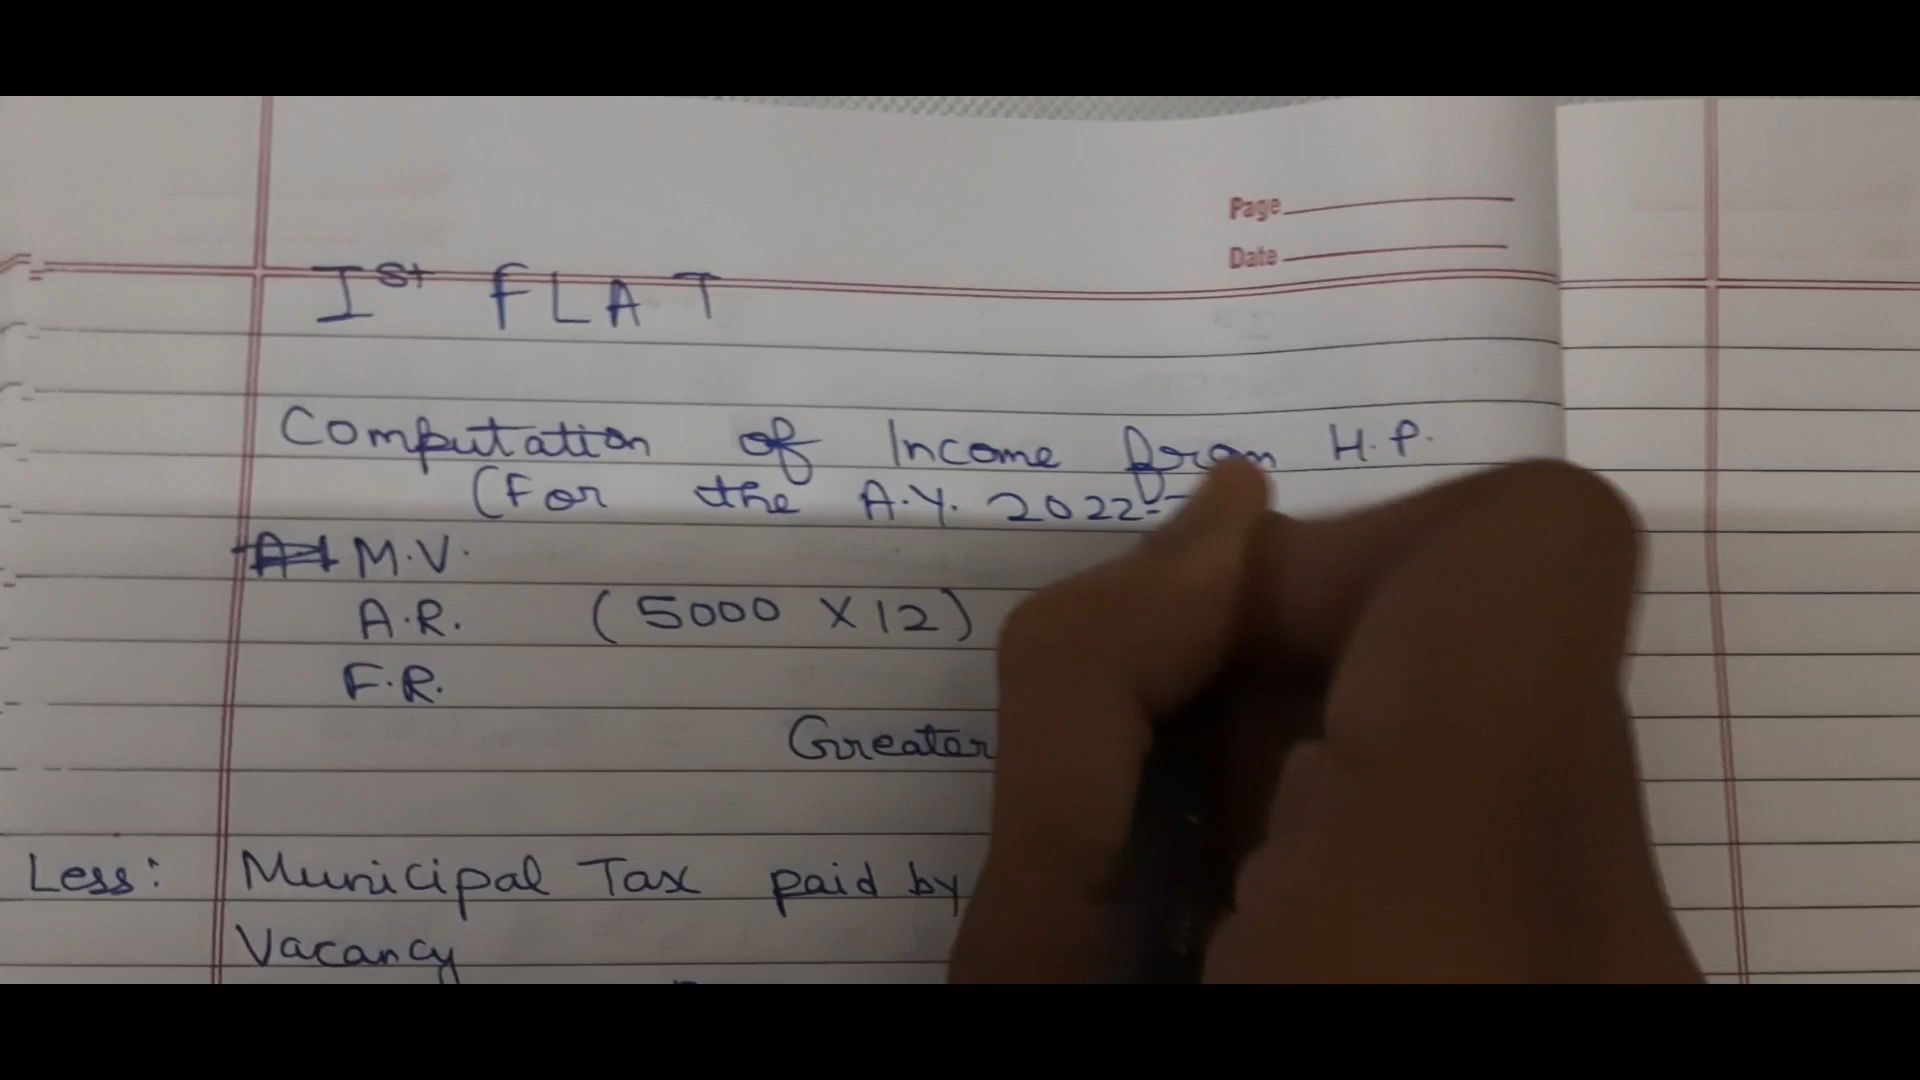 Page
Date
Ist FLAT
Computation of Income from H.P.
(For the A.Y. 2022-
M.V.
A.R. (5000 X 12)
F.R.
Greater
Less: Municipal Tax paid by
Vacancy